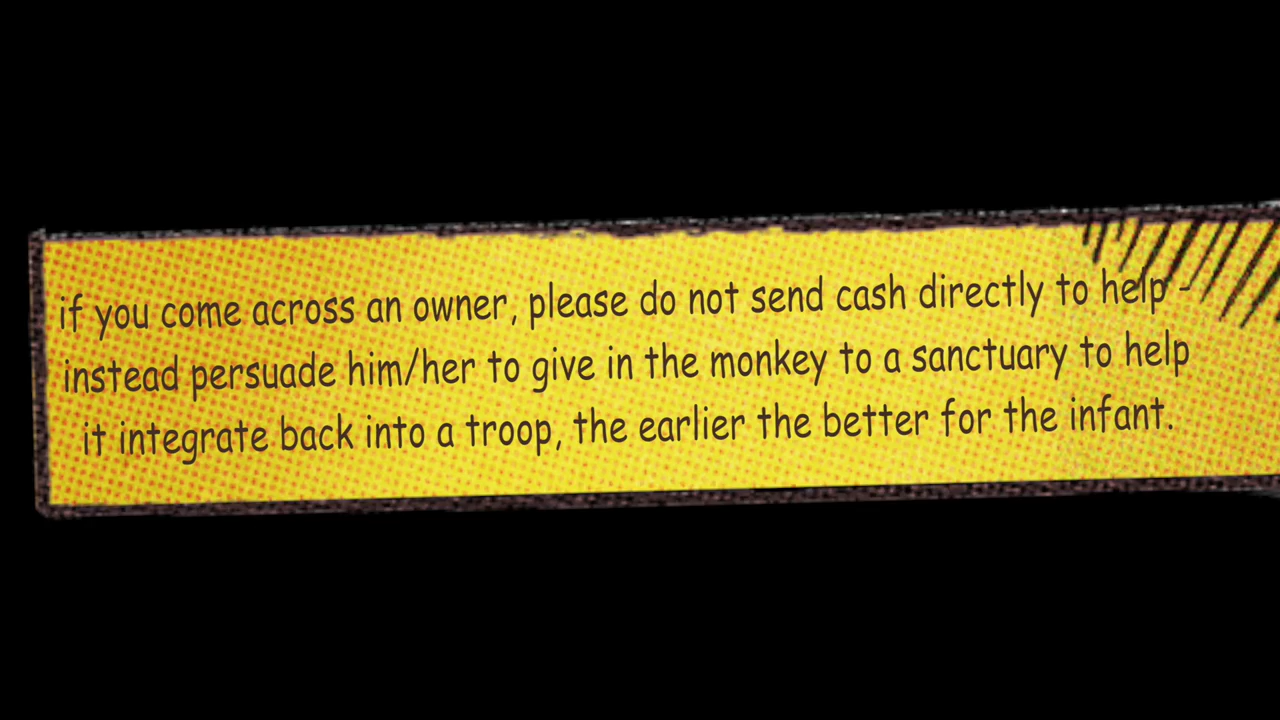 if you come across an owner, please do not send cash directly to help -
instead persuade him/her to give in the monkey to a sanctuary to help
it integrate back into a troop, the earlier the better for the infant.